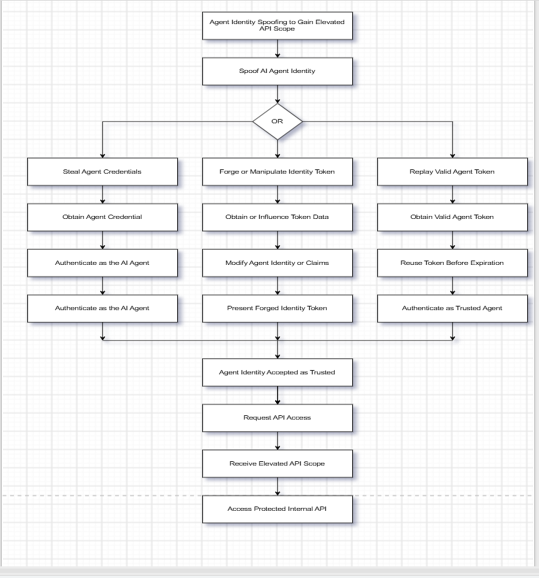 Agent Identity Spoofing to Gain Elevated
API Scope
Spoof AI Agent Identity
OR
Steal Agent Credentials
Forge or Manipulate Identity Token
Replay Valid Agent Token
Obtain Agent Credential
Obtain or Influence Token Data
Obtain Valid Agent Token
Authenticate as the AI Agent
Modify Agent Identity or Claims
Reuse Token Before Expiration
Authenticate as the AI Agent
Present Forged Identity Token
Authenticate as Trusted Agent
Agent Identity Accepted as Trusted
Request API Access
Receive Elevated API Scope
Access Protected Internal API